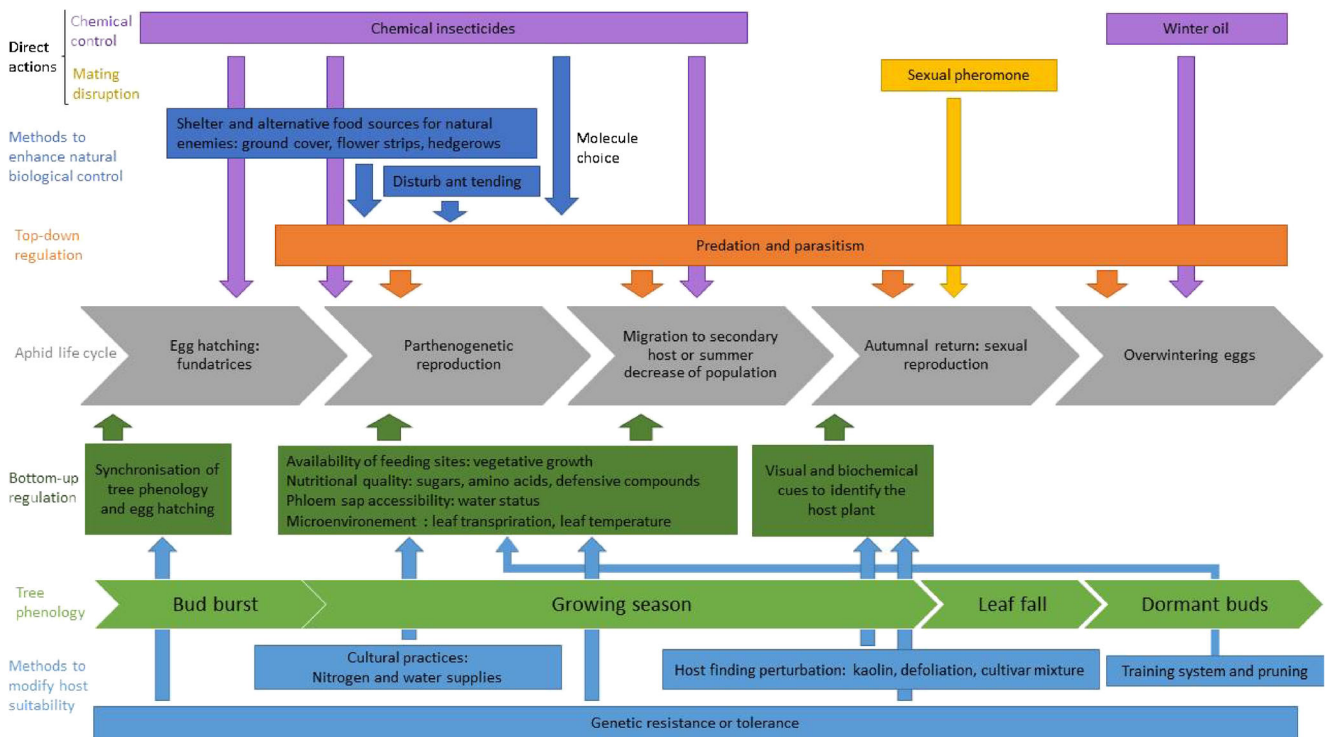 Direct
actions
Chemical
control
Mating
disruption
Chemical insecticides
Winter oil
Sexual pheromone
Methods to
enhance natural
biological control
Shelter and alternative food sources for natural
enemies: ground cover, flower strips, hedgerows
Disturb ant tending
Molecule
choice
Top-down
regulation
Predation and parasitism
Aphid life cycle
Egg hatching:
fundatrices
Parthenogenetic
reproduction
Migration to secondary
host or summer
decrease of population
Autumnal return: sexual
reproduction
Overwintering eggs
Bottom-up
regulation
Synchronisation of
tree phenology
and egg hatching
Availability of feeding sites: vegetative growth
Nutritional quality: sugars, amino acids, defensive compounds
Phloem sap accessibility: water status
Microenvironement : leaf transpriration, leaf temperature
Visual and biochemical
cues to identify the
host plant
Tree
phenology
Bud burst
Growing season
Leaf fall
Dormant buds
Methods to
modify host
suitability
Cultural practices:
Nitrogen and water supplies
Host finding perturbation: kaolin, defoliation, cultivar mixture
Training system and pruning
Genetic resistance or tolerance